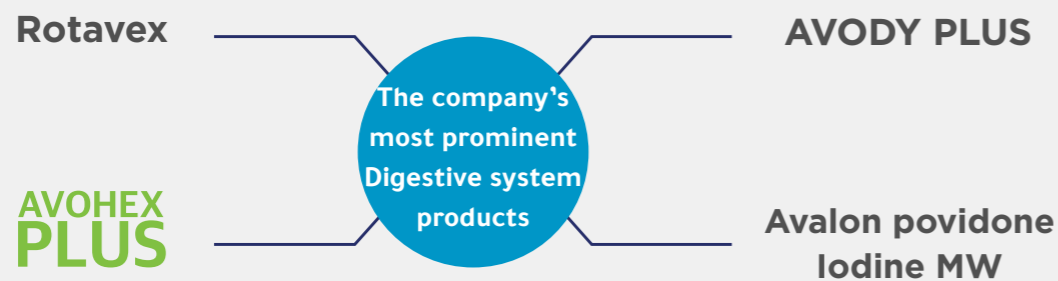 Rotavex
AVODY PLUS
The company's
most prominent
Digestive system
products
AVOHEX
PLUS
Avalon povidone
Iodine MW